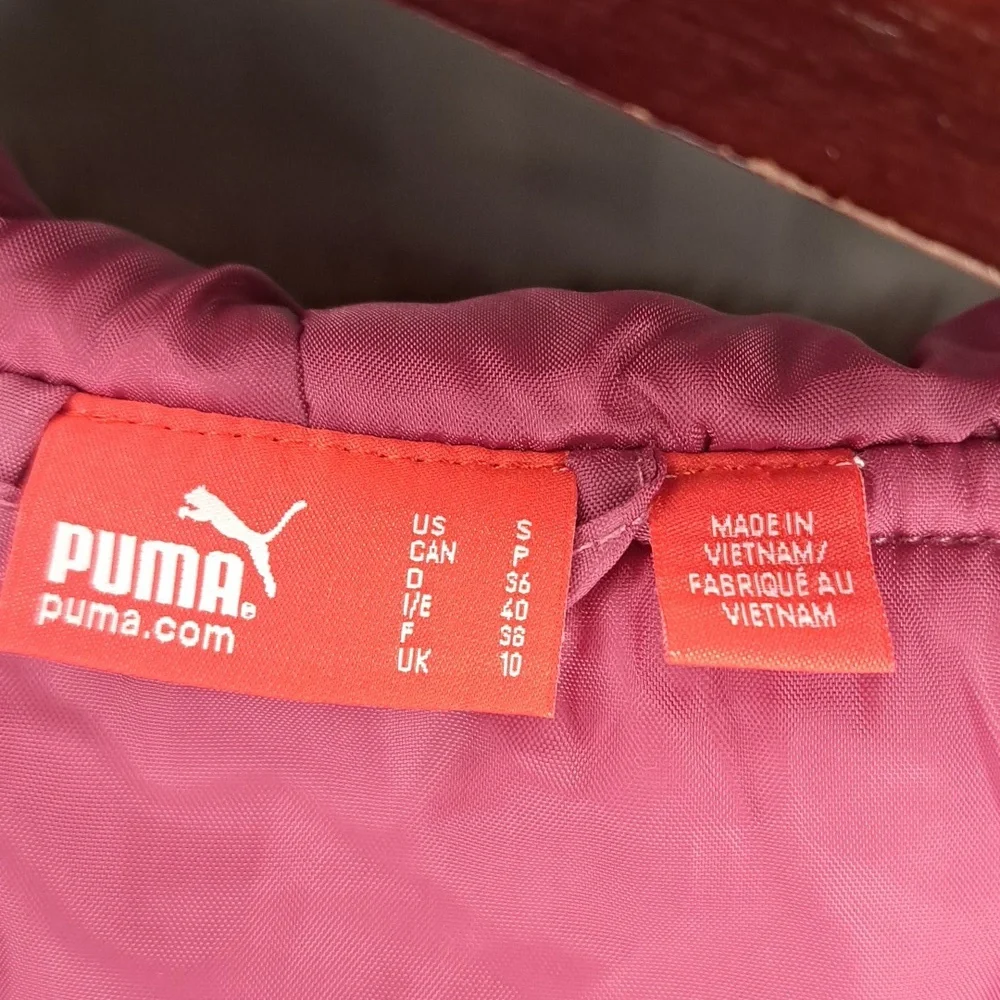 PUMA®
puma.com
US S
CAN P
D 36
I/E 40
F 38
UK 10
MADE IN
VIETNAM/
FABRIQUÉ AU
VIETNAM